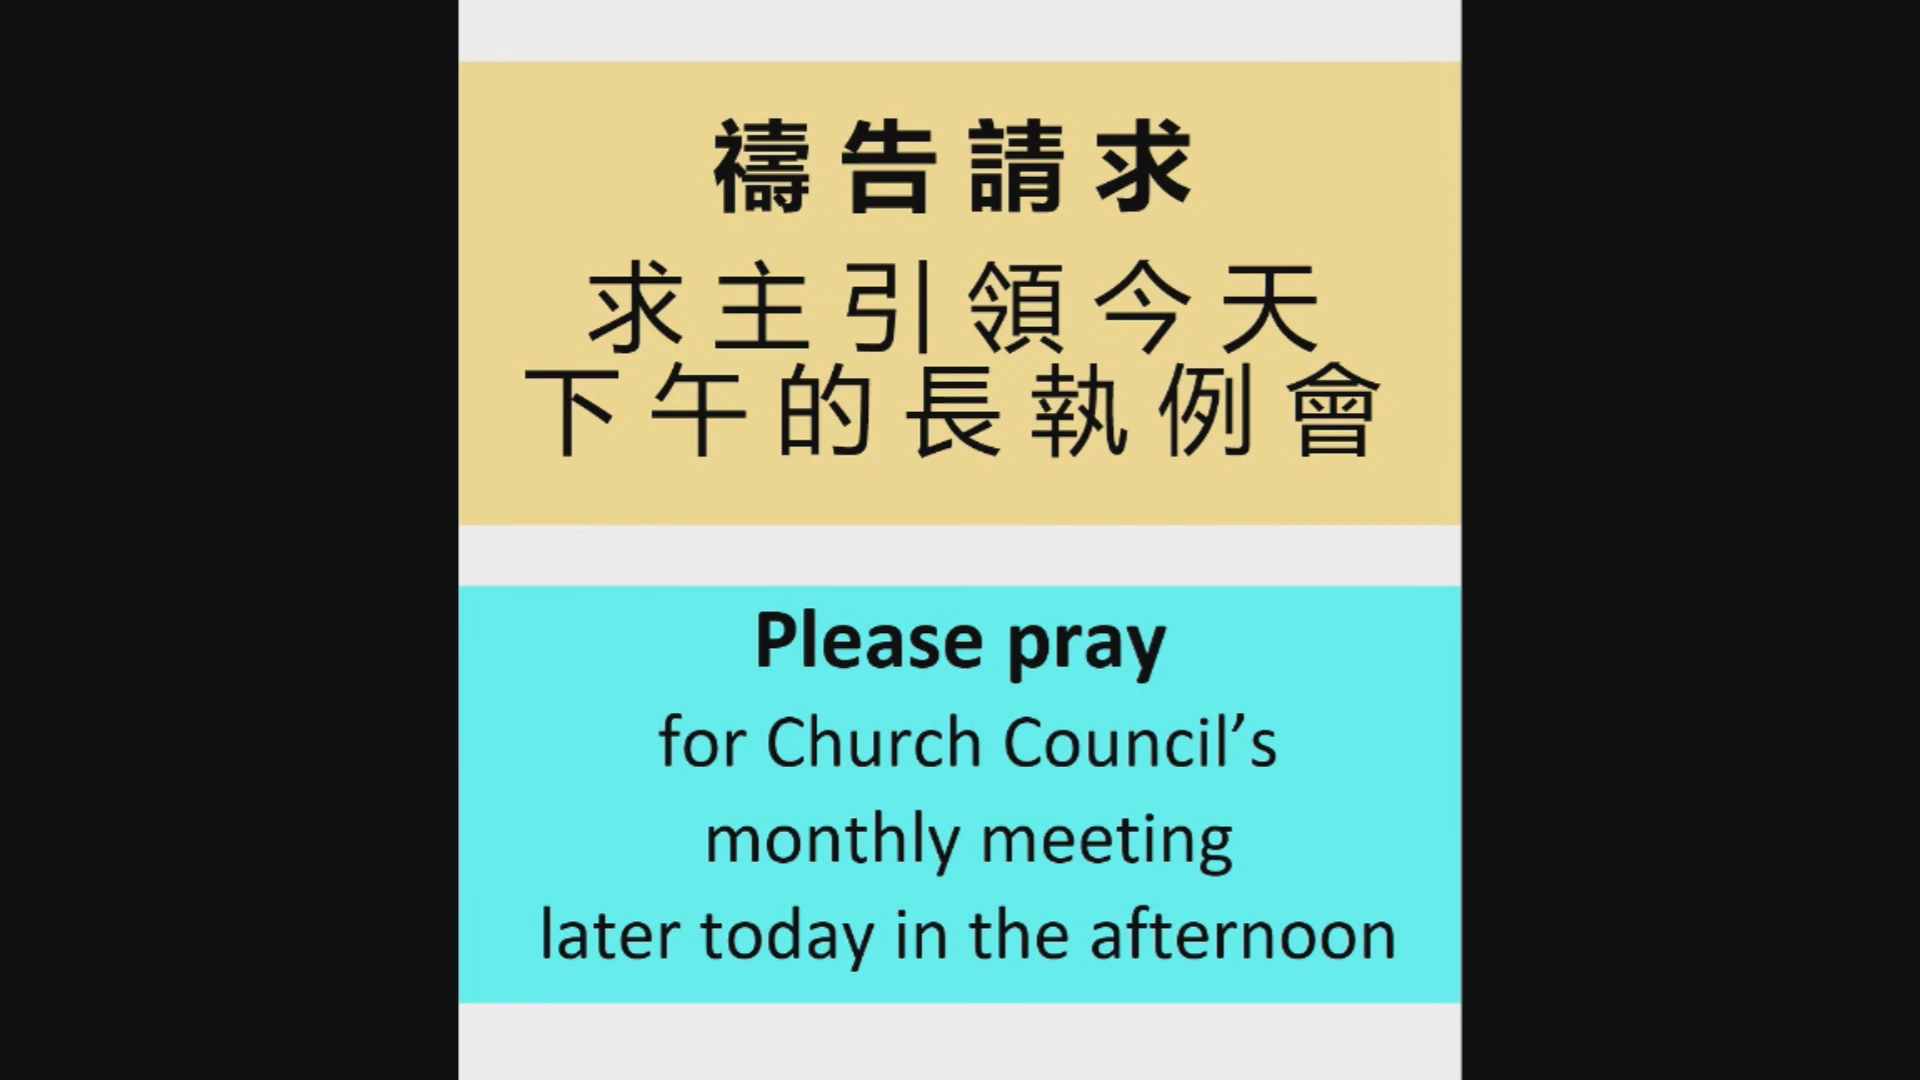 禱告請求
求主引領今天
下午的長執例會
Please pray
for Church Council’s
monthly meeting
later today in the afternoon